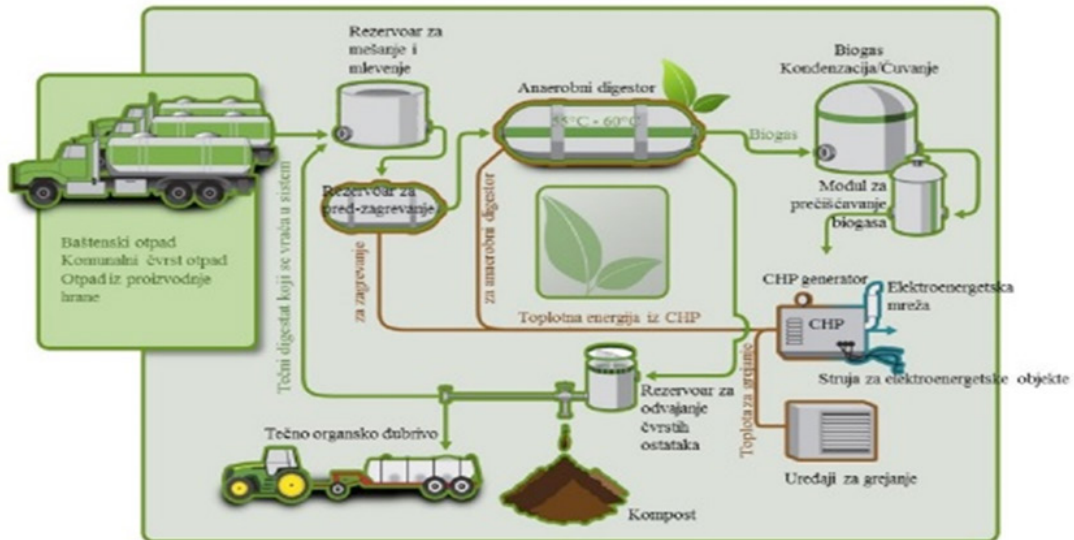 Rezervoar za
mešanje i
mlevenje
Anaerobni digestor
55°C - 60°C
Biogas
Biogas
Kondenzacija/Čuvanje
Rezervoar za
pred-zagrevanje
Modul za
prečišćavanje
biogasa
Baštenski otpad
Komunalni čvrst otpad
Otpad iz proizvodnje
hrane
Tečni digestat koji se vraća u sistem
za zagrevanje
za anaerobni digestor
Toplotna energija iz CHP
CHP generator
CHP
Elektroenergetska
mreža
Struja za elektroenergetske objekte
Toplota za grejanje
Rezervoar za
odvajanje
čvrstih
ostataka
Tečno organsko đubrivo
Kompost
Uređaji za grejanje